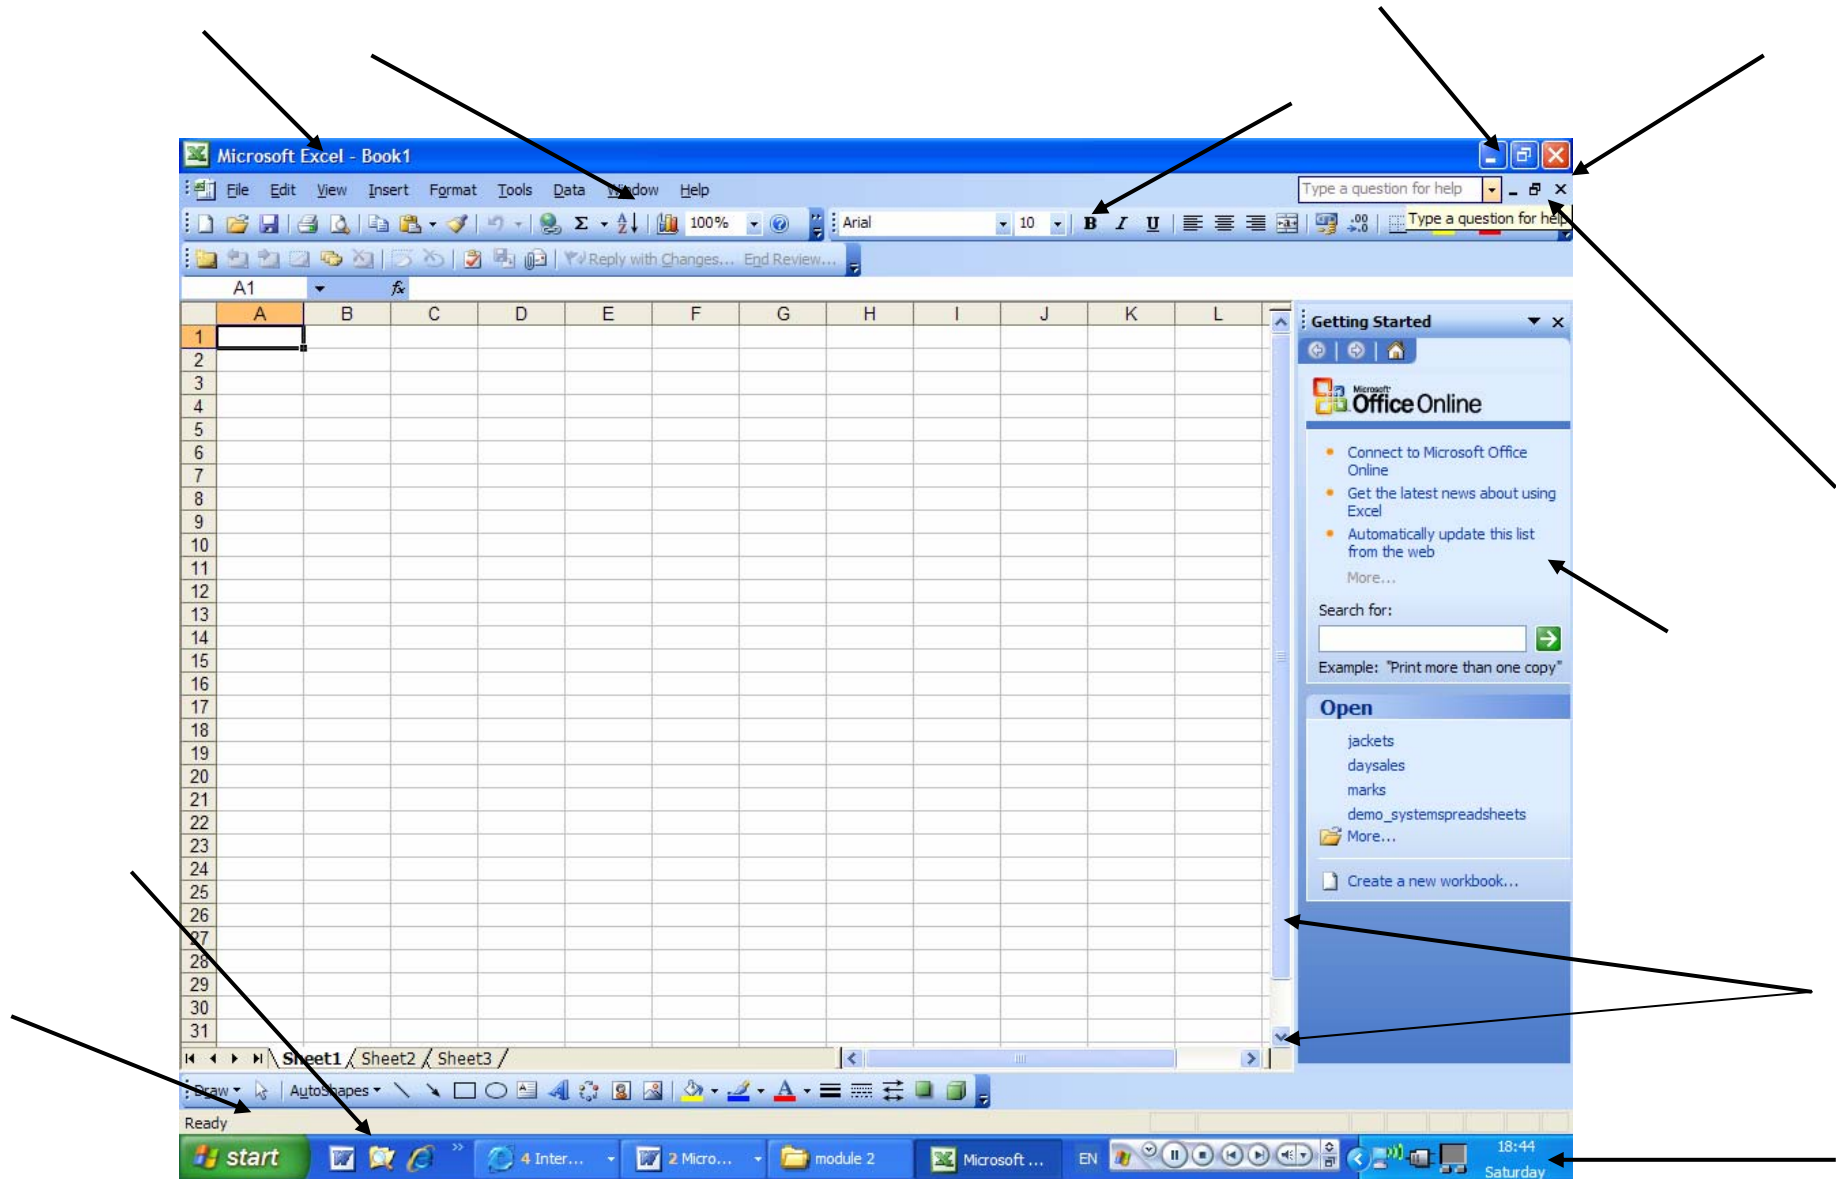 Microsoft Excel - Book1
File Edit View Insert Format Tools Data Window Help Type a question for help
100% Arial 10 B I U
Type a question for help
Reply with Changes... End Review...
A1 fx
A B C D E F G H I J K L
1
2
3
4
5
6
7
8
9
10
11
12
13
14
15
16
17
18
19
20
21
22
23
24
25
26
27
28
29
30
31
Getting Started
Microsoft
Office Online
Connect to Microsoft Office
Online
Get the latest news about using
Excel
Automatically update this list
from the web
More...
Search for:
Example: "Print more than one copy"
Open
jackets
daysales
marks
demo_systemspreadsheets
More...
Create a new workbook...
Sheet1 Sheet2 Sheet3
Draw AutoShapes
Ready
start 4 Inter... 2 Micro... module 2 Microsoft ... EN 18:44
Saturday